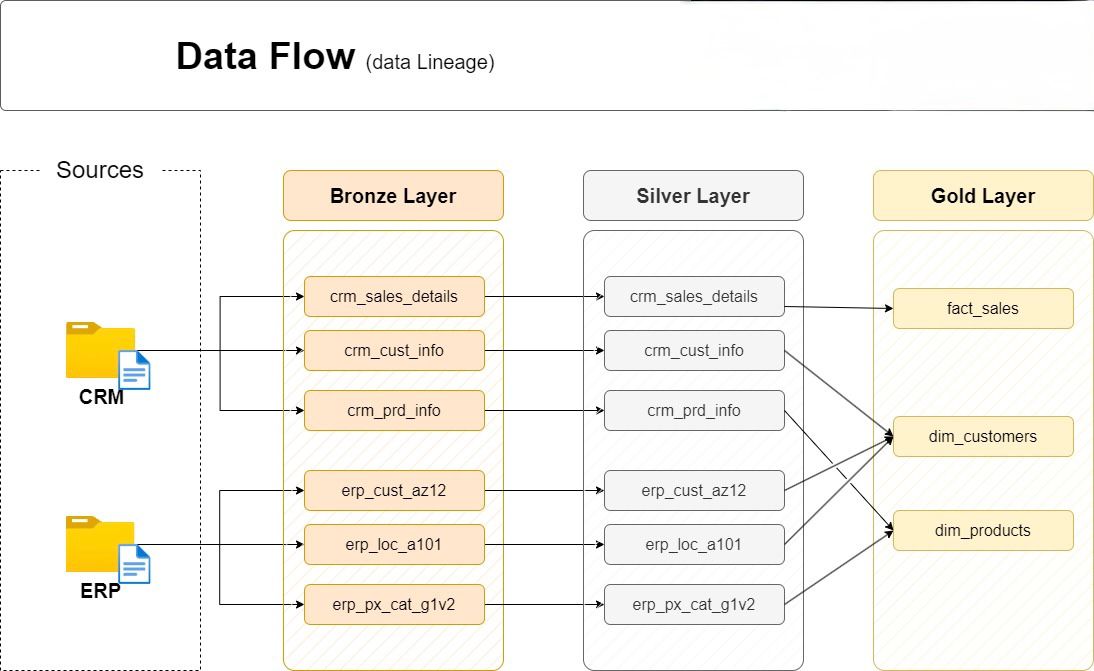 Data Flow (data Lineage)
Sources
CRM
ERP
Bronze Layer
crm_sales_details
crm_cust_info
crm_prd_info
erp_cust_az12
erp_loc_a101
erp_px_cat_g1v2
Silver Layer
crm_sales_details
crm_cust_info
crm_prd_info
erp_cust_az12
erp_loc_a101
erp_px_cat_g1v2
Gold Layer
fact_sales
dim_customers
dim_products